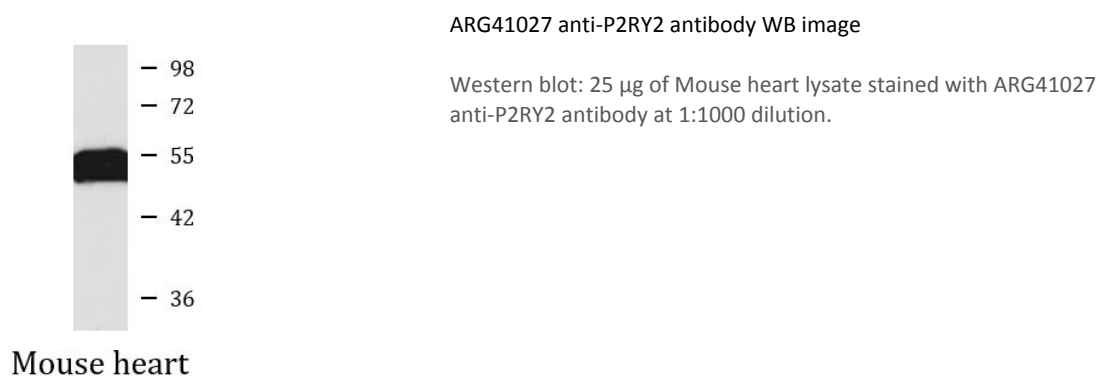 ARG41027 anti-P2RY2 antibody WB image
Western blot: 25 µg of Mouse heart lysate stained with ARG41027
anti-P2RY2 antibody at 1:1000 dilution.
98
72
55
42
36
Mouse heart